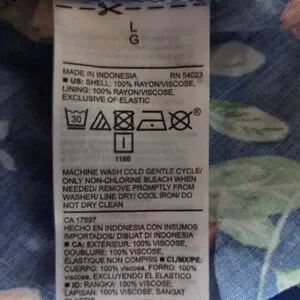 L
G
MADE IN INDONESIA RN 54023
■ US: SHELL: 100% RAYON/VISCOSE,
LINING: 100% RAYON/VISCOSE,
EXCLUSIVE OF ELASTIC
30
I
1188
MACHINE WASH COLD GENTLE CYCLE/
ONLY NON-CHLORINE BLEACH WHEN
NEEDED/ REMOVE PROMPTLY FROM
WASHER/ LINE DRY/ COOL IRON/ DO
NOT DRY CLEAN
CA 17897
HECHO EN INDONESIA CON INSUMOS
IMPORTADOS/ DIBUAT DI INDONESIA
■ CA: EXTÉRIEUR: 100% VISCOSE,
DOUBLURE: 100% VISCOSE,
ÉLASTIQUE NON COMPRIS ■ CL/MX/PE:
CUERPO: 100% viscosa, FORRO: 100%
viscosa, EXCLUYENDO EL ELASTICO
■ ID: RANGKA: 100% VISCOSE,
LAPISAN: 100% VISCOSE, SANGAT